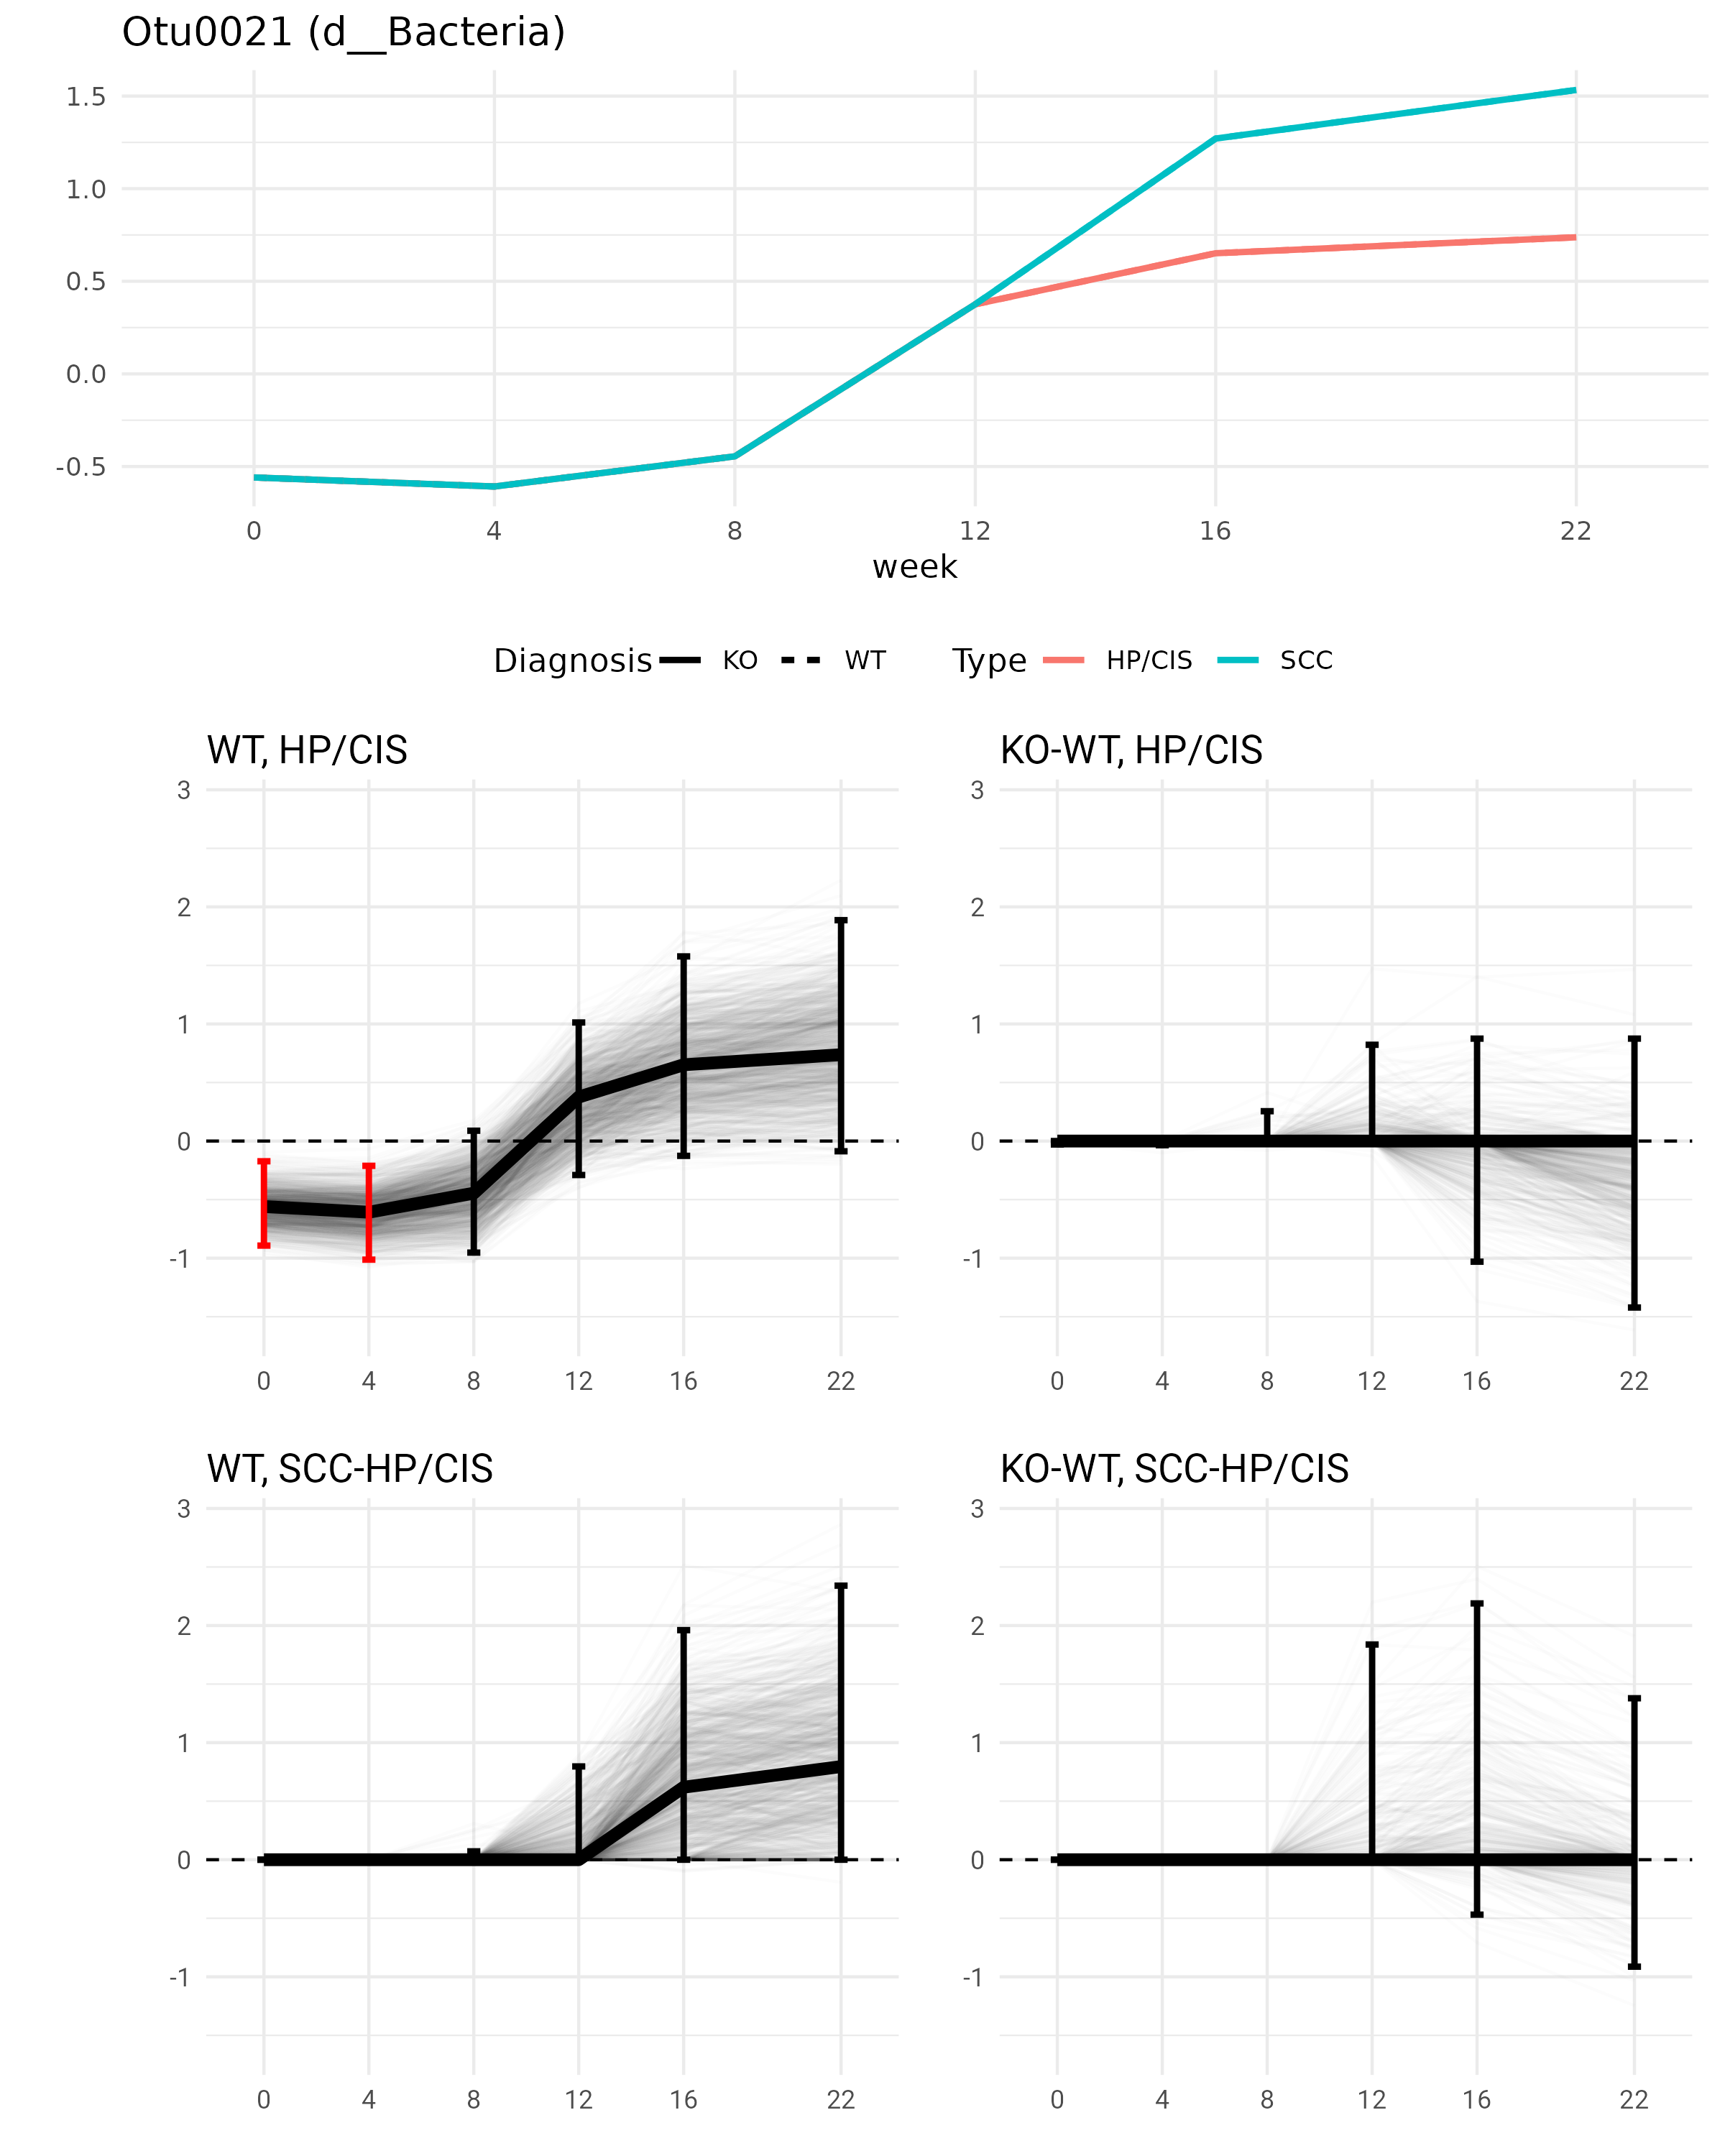 Otu0021 (d__Bacteria)
1.5
1.0
0.5
0.0
-0.5
0 4 8 12 16 22
week
Diagnosis KO WT Type HP/CIS SCC
WT, HP/CIS
3
2
1
0
-1
0 4 8 12 16 22
KO-WT, HP/CIS
3
2
1
0
-1
0 4 8 12 16 22
WT, SCC-HP/CIS
3
2
1
0
-1
0 4 8 12 16 22
KO-WT, SCC-HP/CIS
3
2
1
0
-1
0 4 8 12 16 22